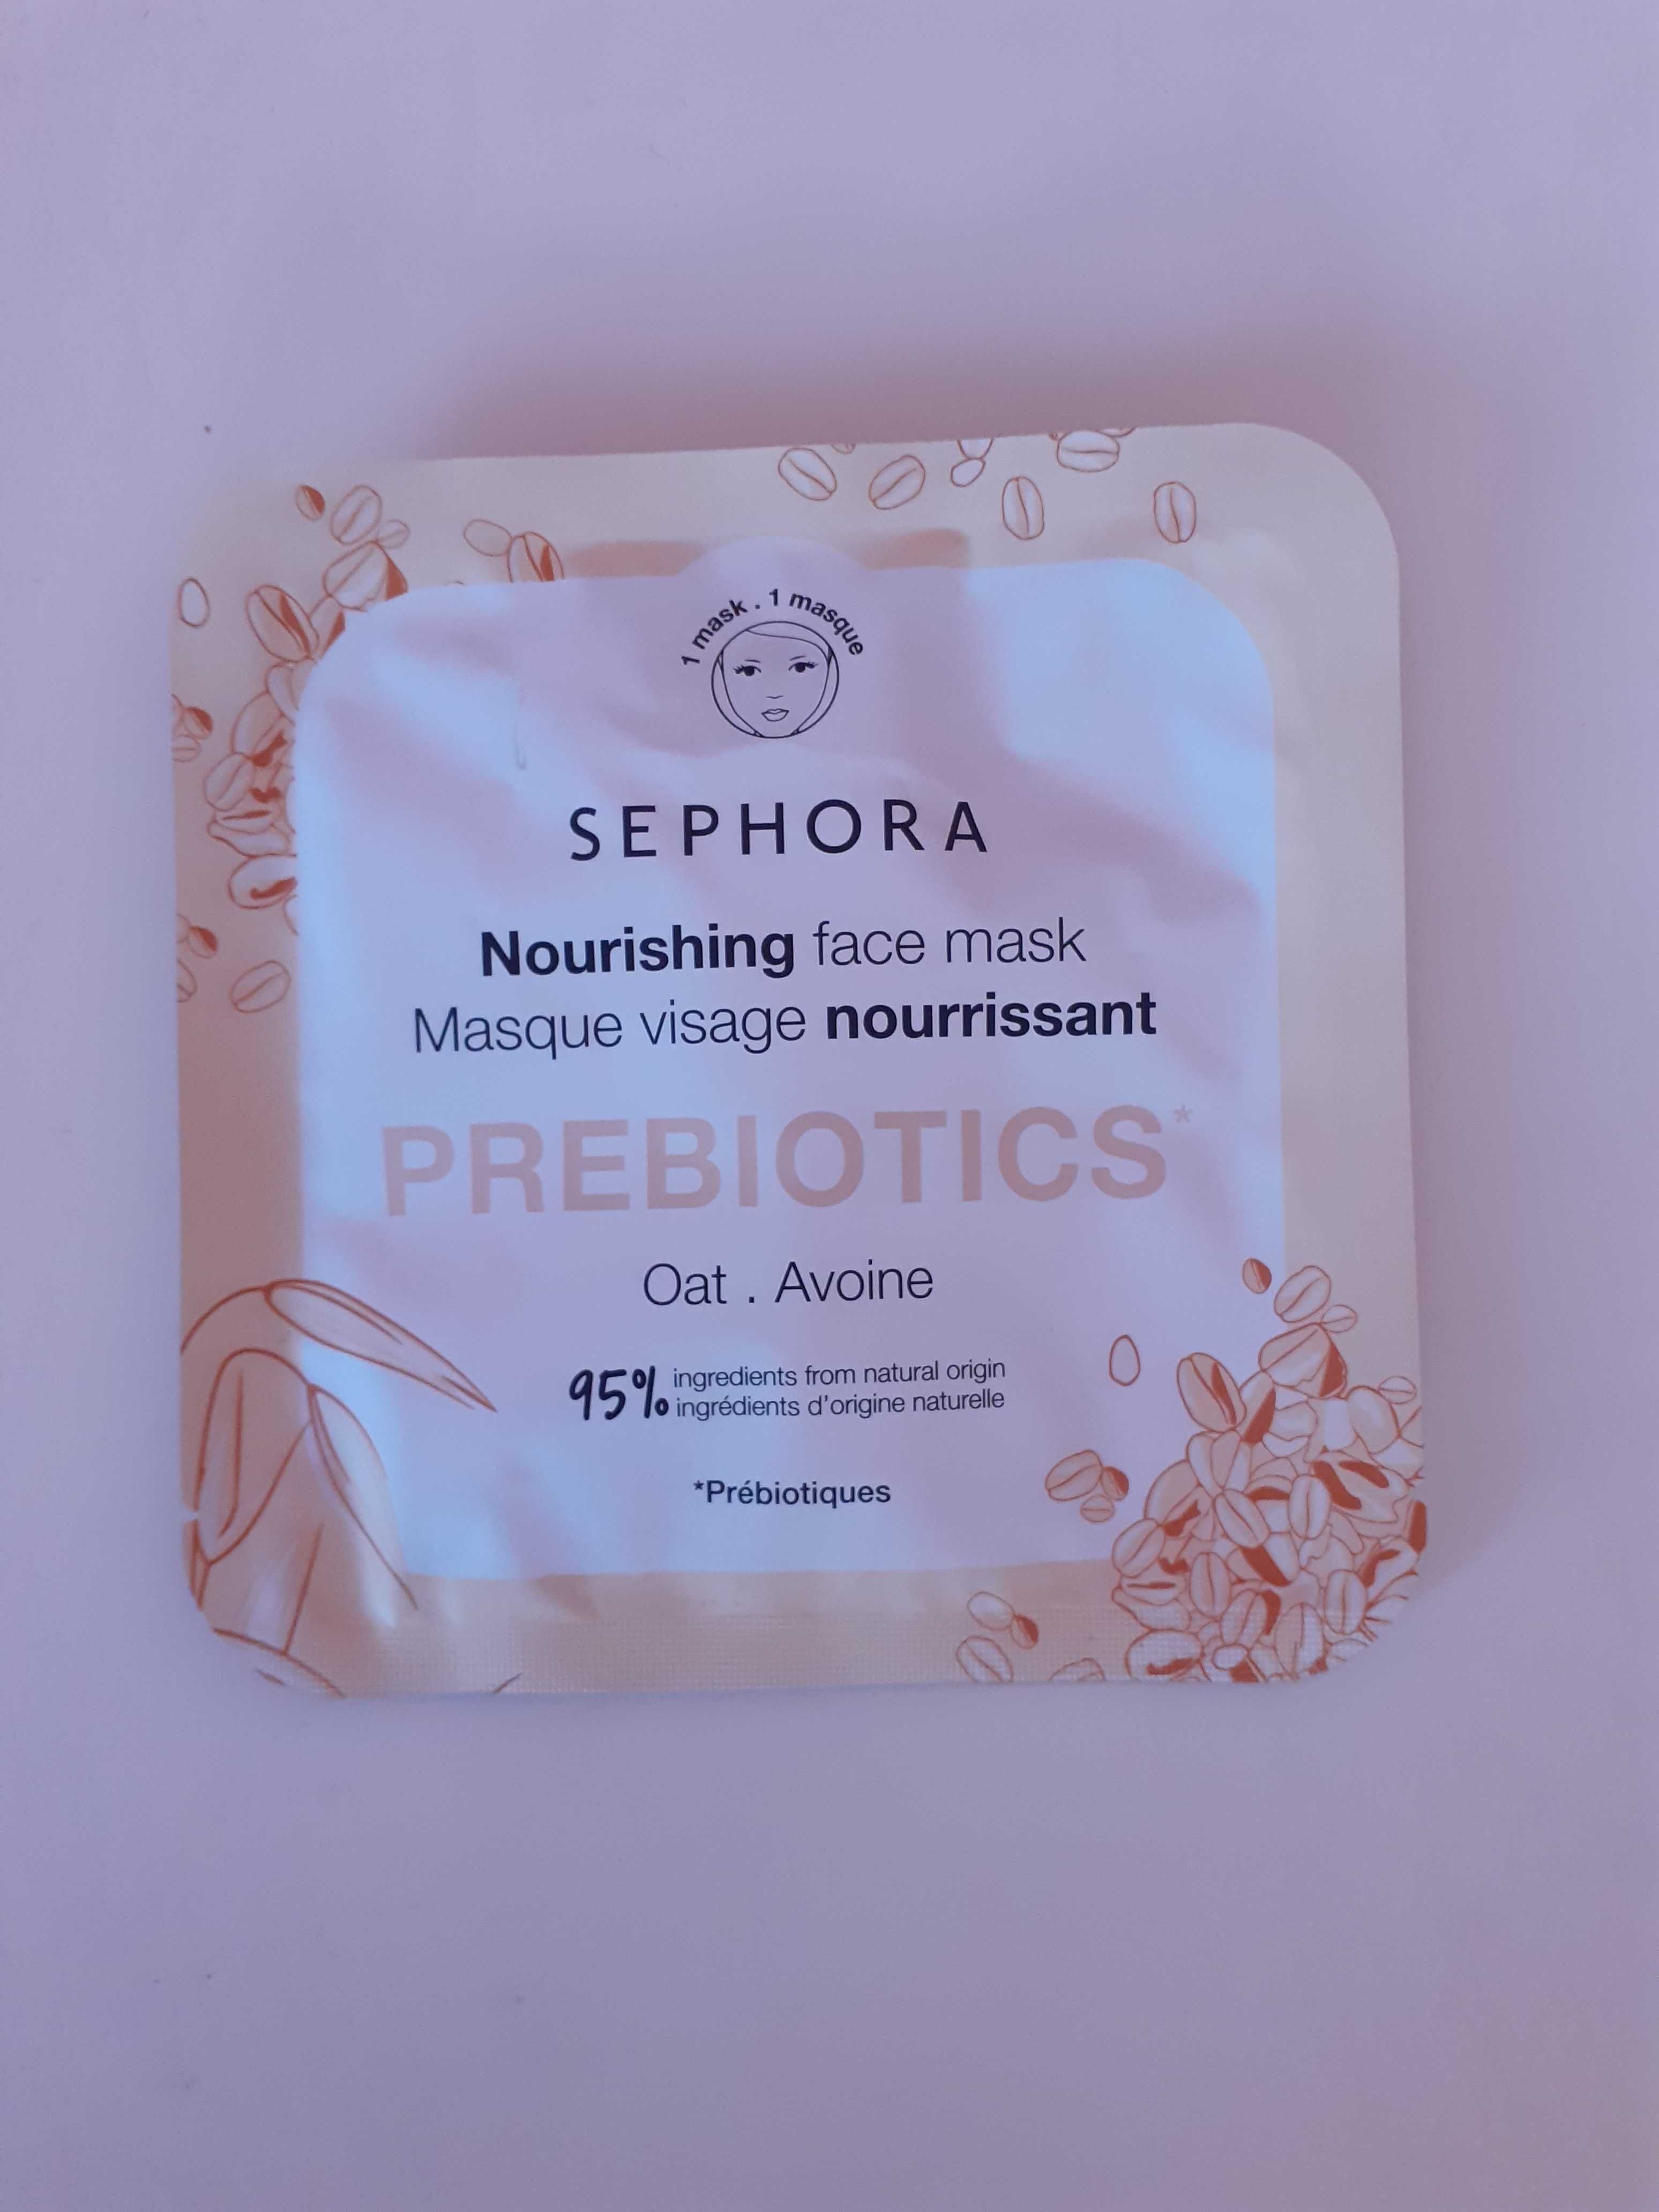 1 mask . 1 masque
SEPHORA
Nourishing face mask
Masque visage nourrissant
PREBIOTICS*
Oat . Avoine
95% ingredients from natural origin
ingrédients d'origine naturelle
*Prébiotiques